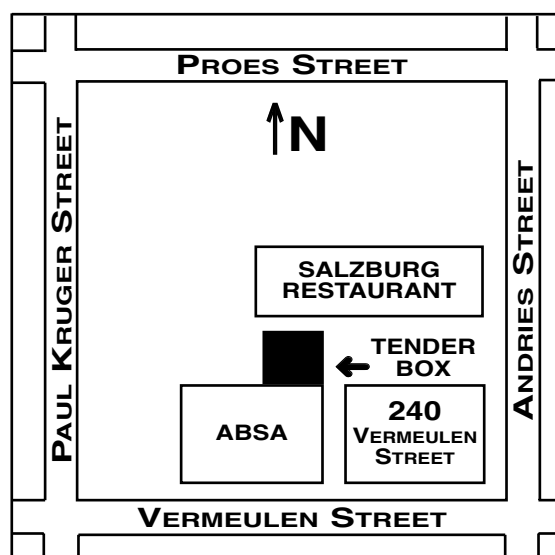 PROES STREET
N
PAUL KRUGER STREET
ANDRIES STREET
SALZBURG
RESTAURANT
TENDER
BOX
ABSA
240
VERMEULEN
STREET
VERMEULEN STREET